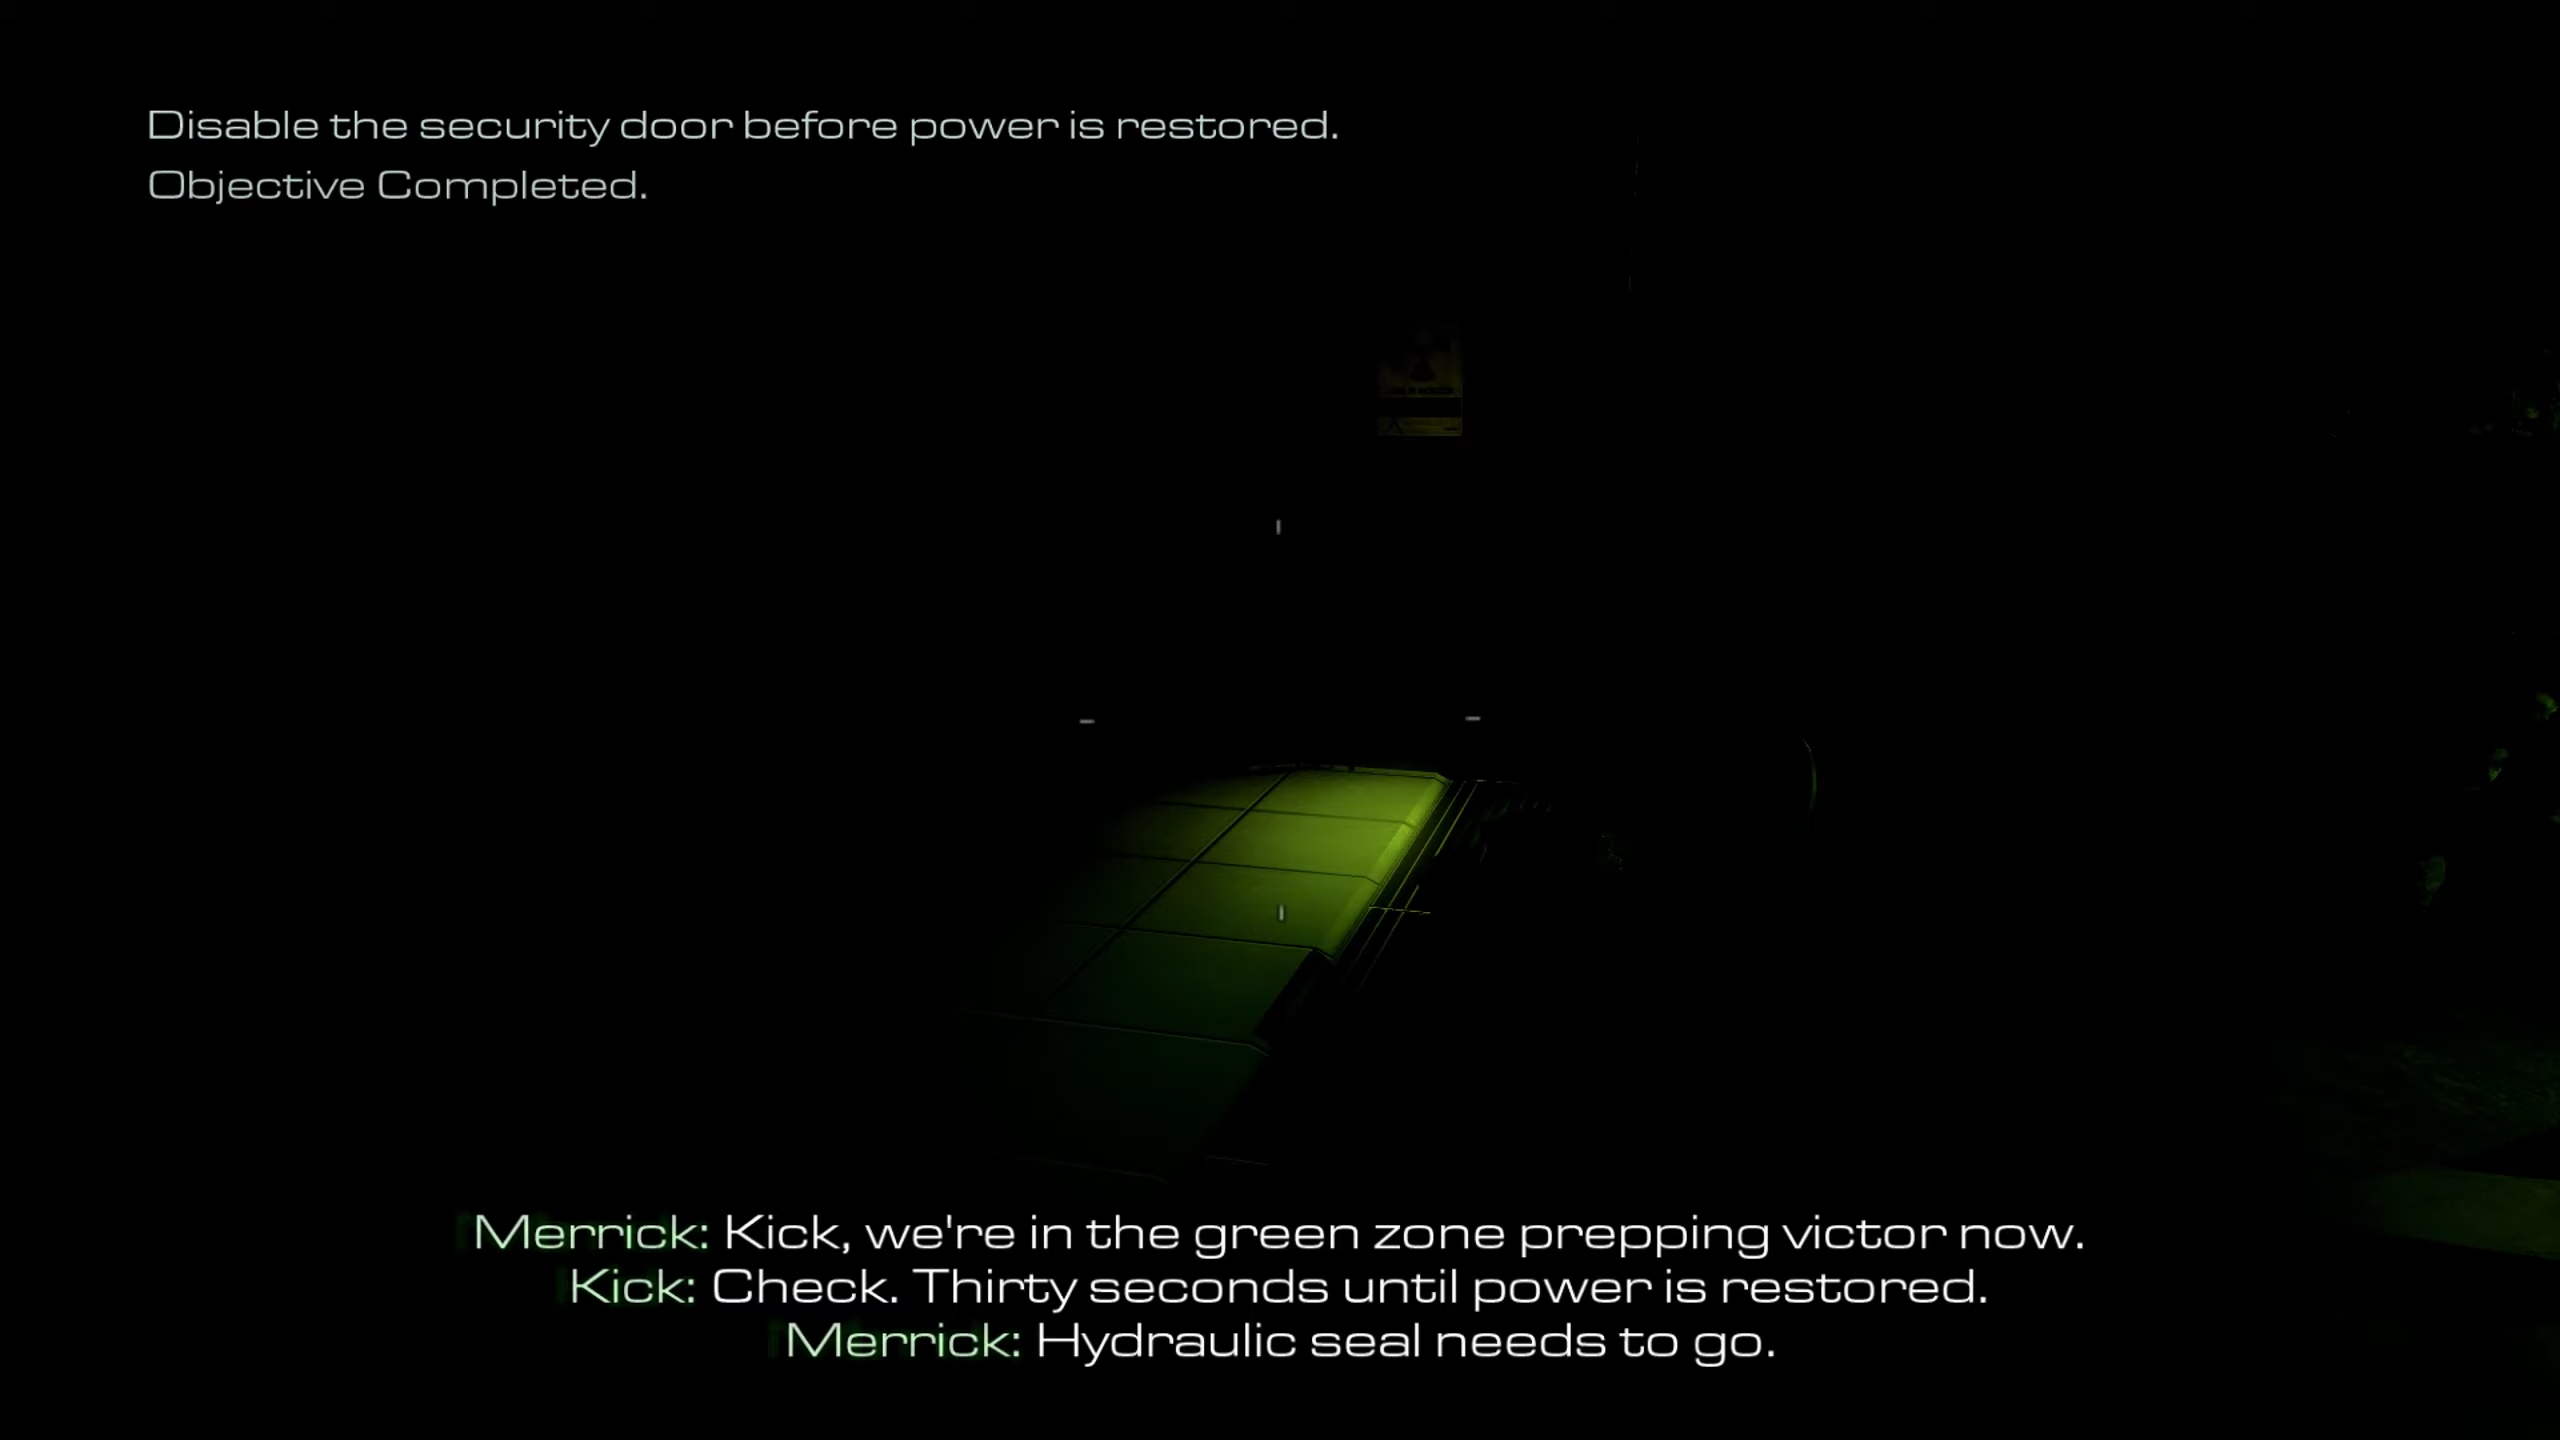 Disable the security door before power is restored.
Objective Completed.
Merrick: Kick, we're in the green zone prepping victor now.
Kick: Check. Thirty seconds until power is restored.
Merrick: Hydraulic seal needs to go.